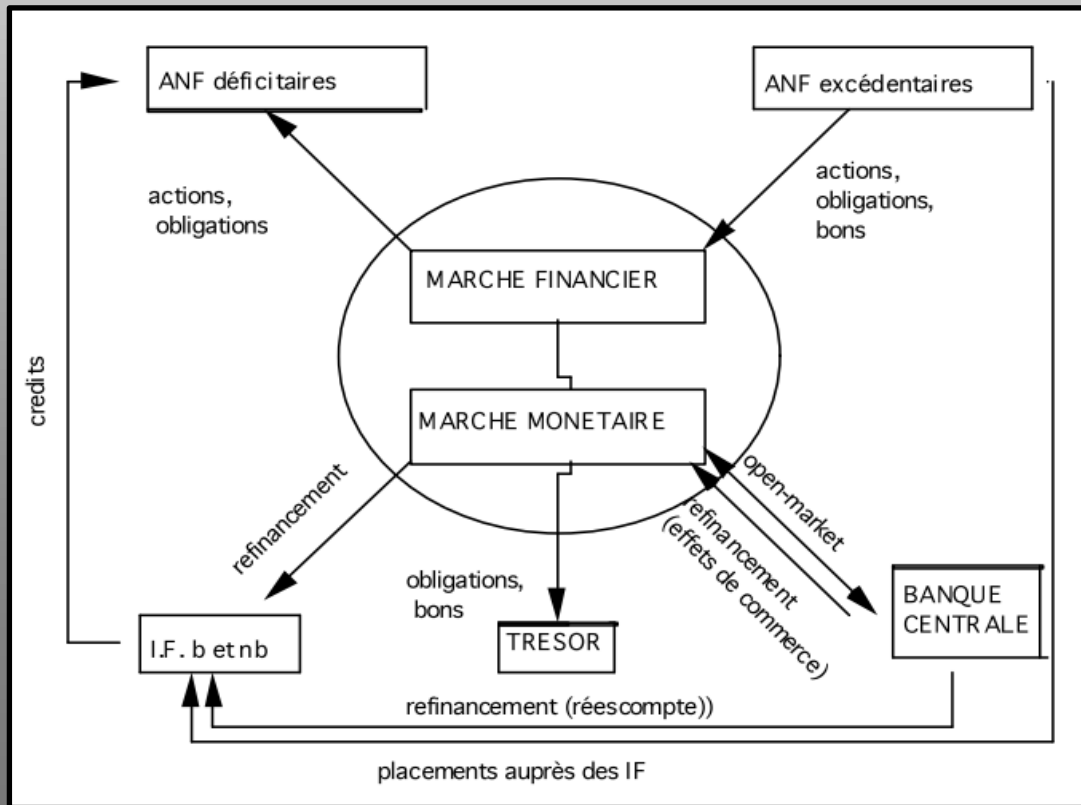 ANF déficitaires
ANF excédentaires
actions,
obligations
actions,
obligations,
bons
MARCHE FINANCIER
credits
MARCHE MONETAIRE
refinancement
open-market
refinancement
(effets de commerce)
obligations,
bons
BANQUE
CENTRALE
I.F. b et nb
TRESOR
refinancement (réescompte))
placements auprès des IF